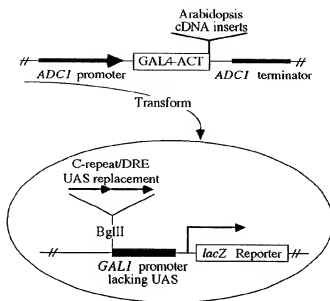 Arabidopsis
cDNA inserts
GAL4-ACT
ADC1 promoter
ADC1 terminator
Transform
C-repeat/DRE
UAS replacement
BglII
lacZ Reporter
GAL1 promoter
lacking UAS